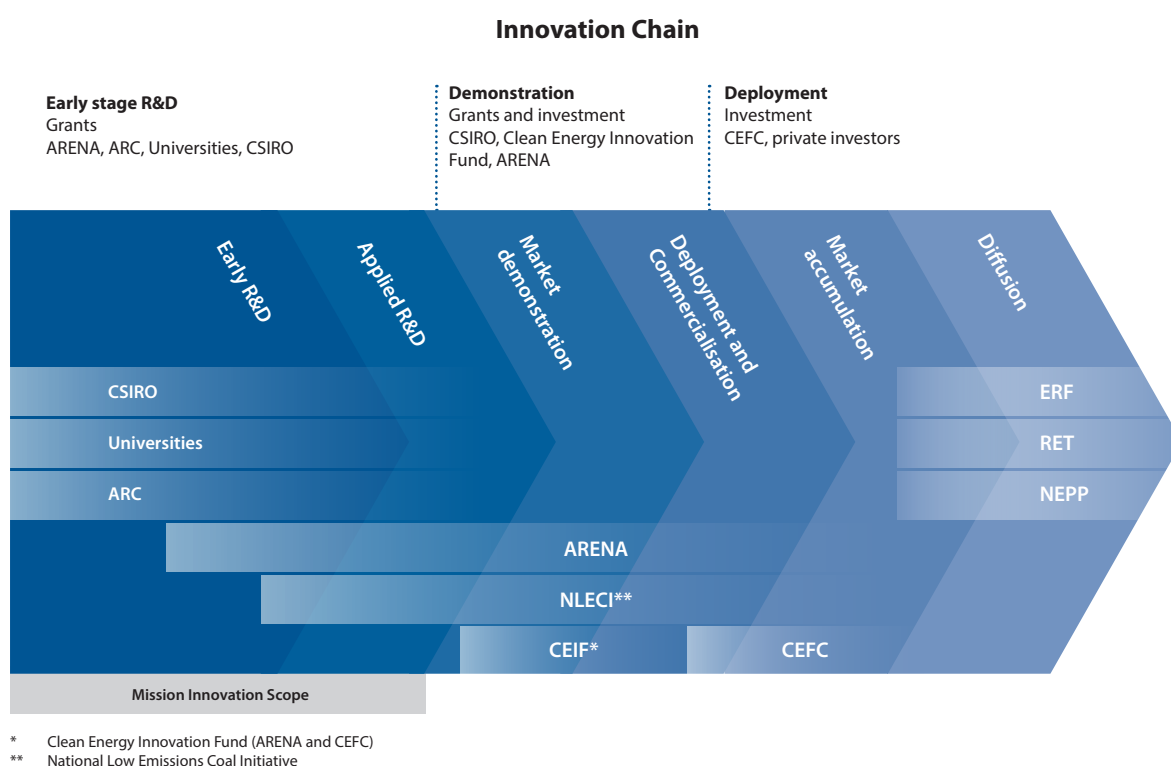 Innovation Chain
Early stage R&D
Grants
ARENA, ARC, Universities, CSIRO
Demonstration
Grants and investment
CSIRO, Clean Energy Innovation
Fund, ARENA
Deployment
Investment
CEFC, private investors
Early R&D
Applied R&D
Market
demonstration
Deployment and
Commercialisation
Market
accumulation
Diffusion
CSIRO
ERF
Universities
RET
ARC
NEPP
ARENA
NLECI**
CEIF*
CEFC
Mission Innovation Scope
* Clean Energy Innovation Fund (ARENA and CEFC)
** National Low Emissions Coal Initiative